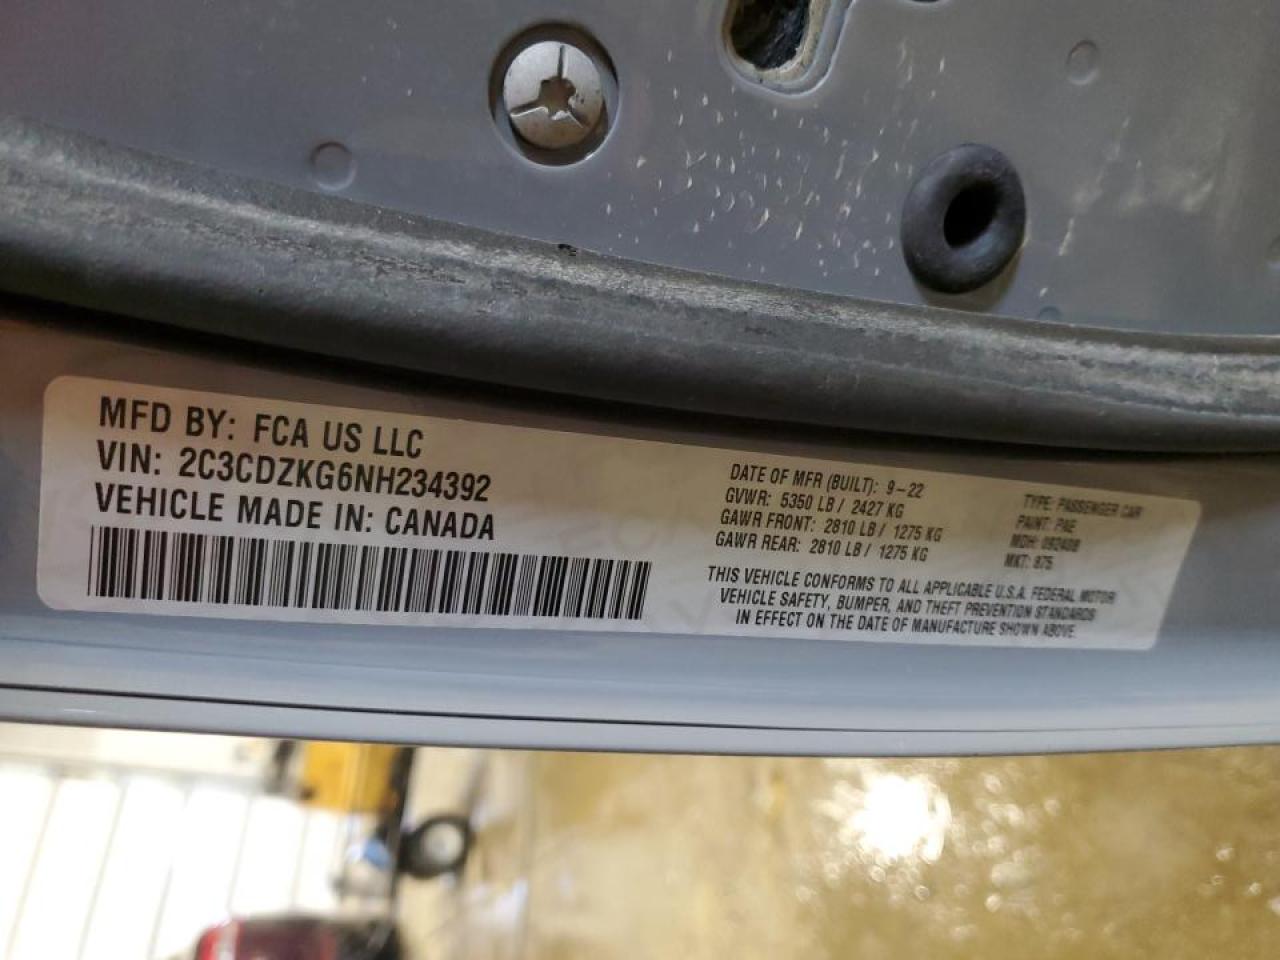 MFD BY: FCA US LLC
VIN: 2C3CDZKG6NH234392
VEHICLE MADE IN: CANADA
DATE OF MFR (BUILT): 9-22
GVWR: 5350 LB / 2427 KG
GAWR FRONT: 2810 LB / 1275 KG
GAWR REAR: 2810 LB / 1275 KG
TYPE: PASSENGER CAR
PAINT: PAE
MDH: 092408
MKT: 875
THIS VEHICLE CONFORMS TO ALL APPLICABLE U.S.A. FEDERAL MOTOR
VEHICLE SAFETY, BUMPER, AND THEFT PREVENTION STANDARDS
IN EFFECT ON THE DATE OF MANUFACTURE SHOWN ABOVE.